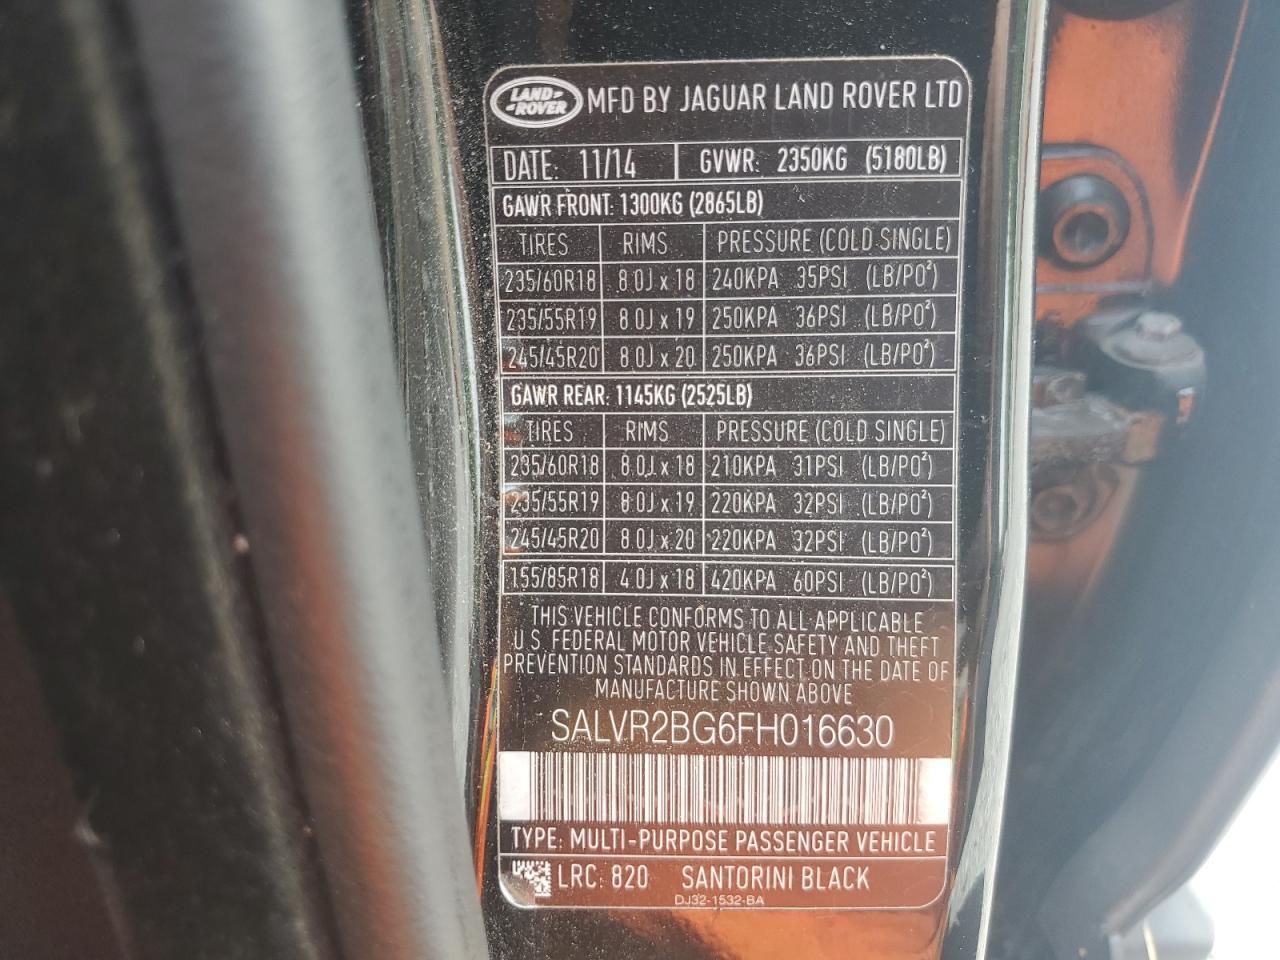 LAND-
-ROVER
MFD BY JAGUAR LAND ROVER LTD
DATE: 11/14 GVWR: 2350KG (5180LB)
GAWR FRONT: 1300KG (2865LB)
TIRES RIMS PRESSURE (COLD SINGLE)
235/60R18 8.0J x 18 240KPA 35PSI (LB/PO²)
235/55R19 8.0J x 19 250KPA 36PSI (LB/PO²)
245/45R20 8.0J x 20 250KPA 36PSI (LB/PO²)
GAWR REAR: 1145KG (2525LB)
TIRES RIMS PRESSURE (COLD SINGLE)
235/60R18 8.0J x 18 210KPA 31PSI (LB/PO²)
235/55R19 8.0J x 19 220KPA 32PSI (LB/PO²)
245/45R20 8.0J x 20 220KPA 32PSI (LB/PO²)
155/85R18 4.0J x 18 420KPA 60PSI (LB/PO²)
THIS VEHICLE CONFORMS TO ALL APPLICABLE
U.S. FEDERAL MOTOR VEHICLE SAFETY AND THEFT
PREVENTION STANDARDS IN EFFECT ON THE DATE OF
MANUFACTURE SHOWN ABOVE
SALVR2BG6FH016630
TYPE: MULTI-PURPOSE PASSENGER VEHICLE
LRC: 820 SANTORINI BLACK
DJ32-1532-BA